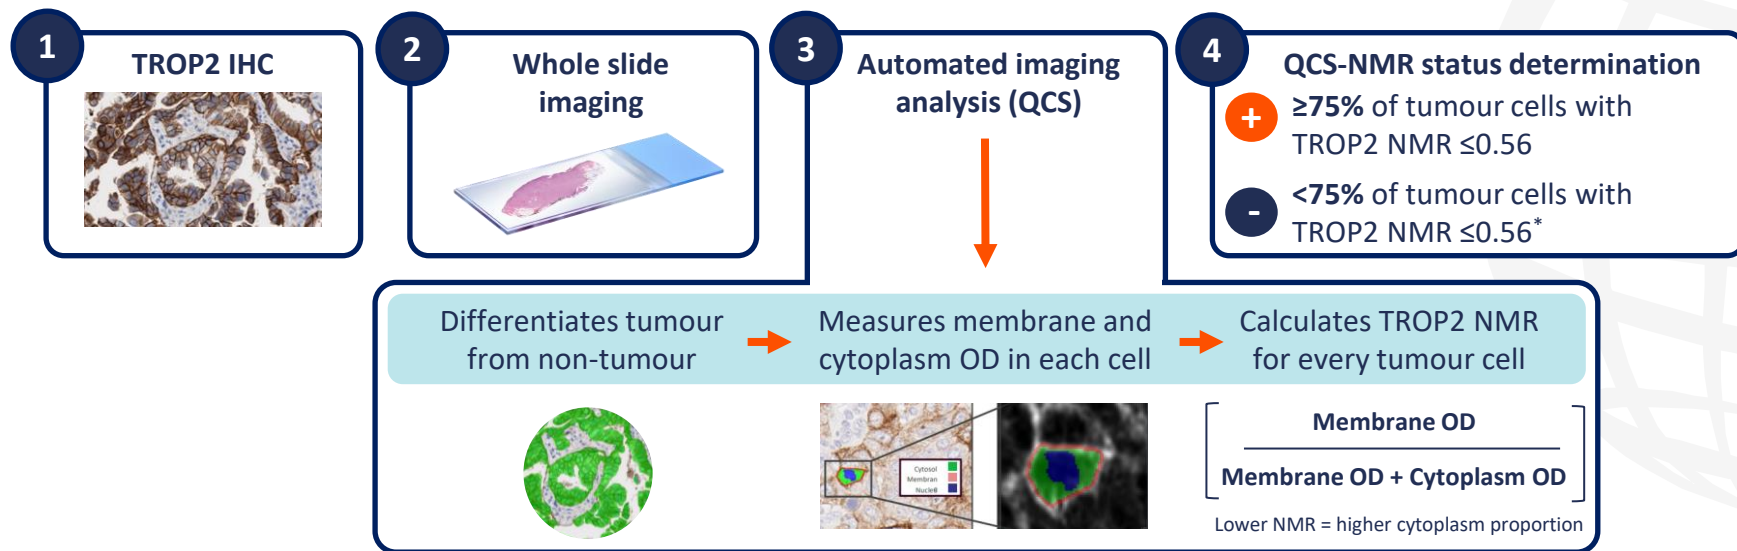 1
TROP2 IHC
2
Whole slide
imaging
3
Automated imaging
analysis (QCS)
4
QCS-NMR status determination
+
≥75% of tumour cells with
TROP2 NMR ≤0.56
-
<75% of tumour cells with
TROP2 NMR ≤0.56*
Differentiates tumour
from non-tumour
Measures membrane and
cytoplasm OD in each cell
Calculates TROP2 NMR
for every tumour cell
Cytosol
Membran
Nucle8
Membrane OD
Membrane OD + Cytoplasm OD
Lower NMR = higher cytoplasm proportion